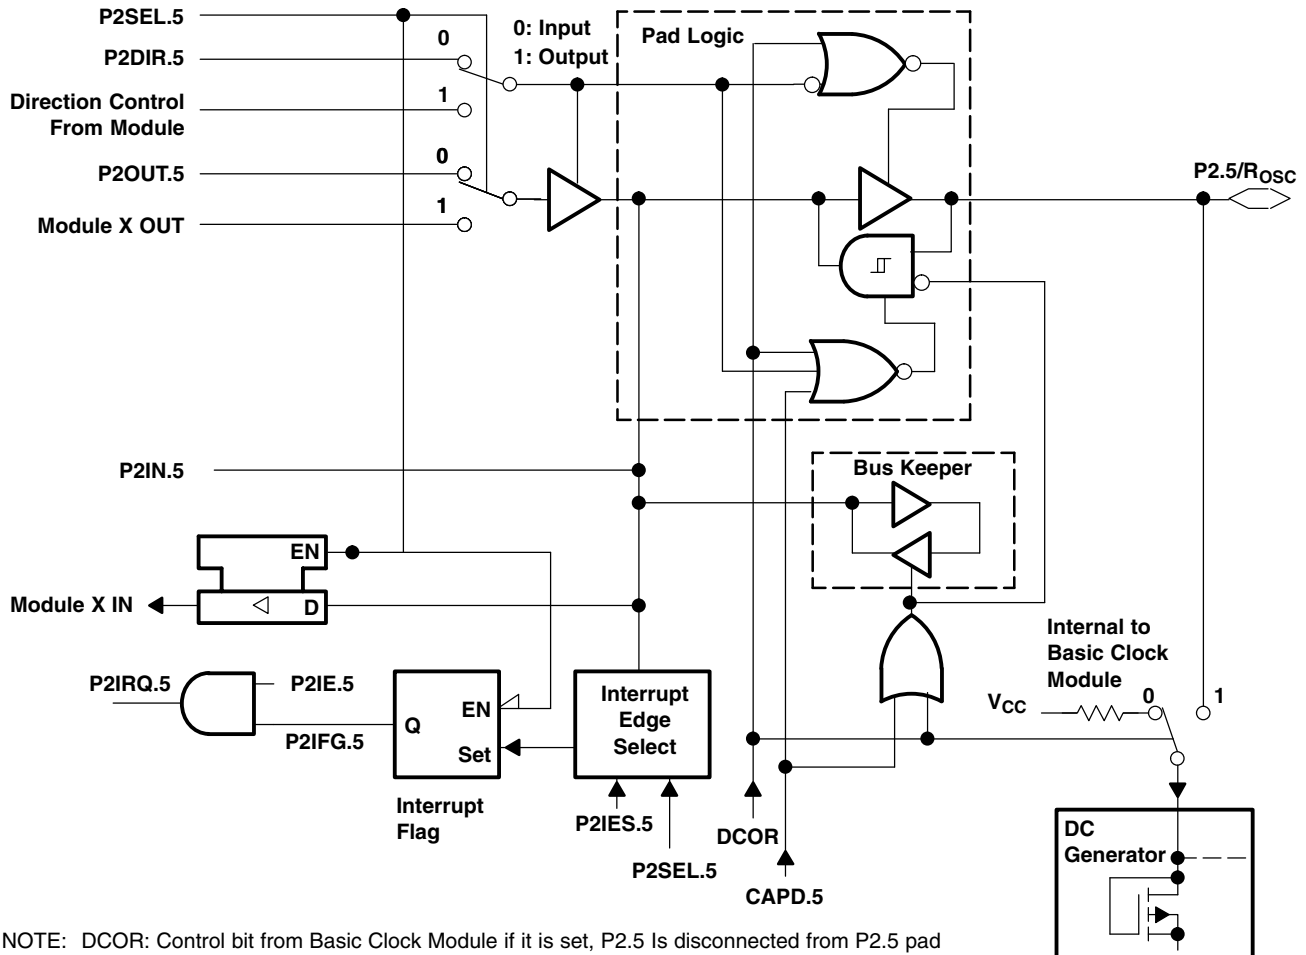 P2SEL.5
0
0: Input
1: Output
Pad Logic
P2DIR.5
1
Direction Control
From Module
0
P2OUT.5
P2.5/ROSC
1
Module X OUT
P2IN.5
Bus Keeper
EN
D
Module X IN
Internal to
Basic Clock
Module
P2IRQ.5
P2IE.5
EN
Q
Set
P2IFG.5
Interrupt
Edge
Select
VCC
0
1
Interrupt
Flag
P2IES.5
P2SEL.5
DCOR
CAPD.5
DC
Generator
NOTE: DCOR: Control bit from Basic Clock Module if it is set, P2.5 Is disconnected from P2.5 pad